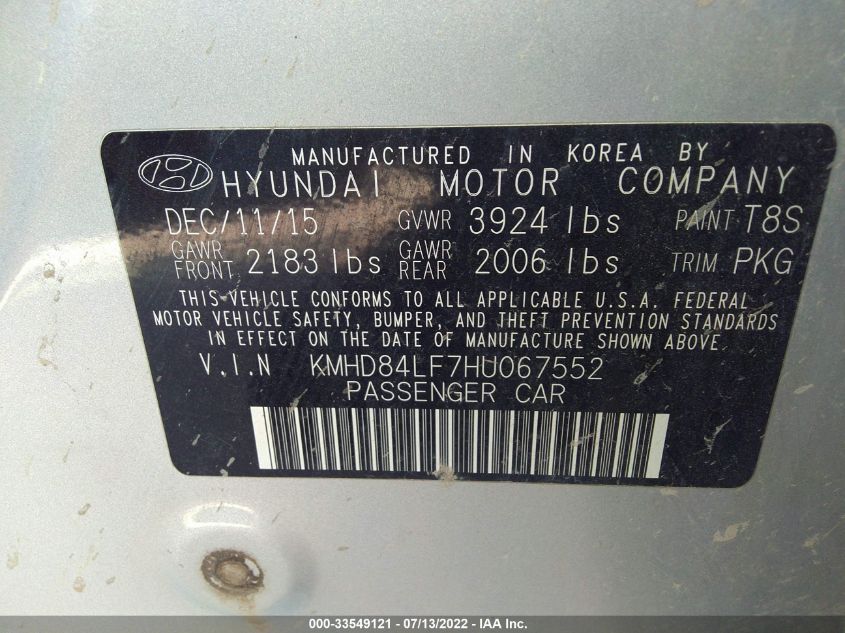 MANUFACTURED IN KOREA BY
HYUNDAI MOTOR COMPANY
DEC/11/15 GVWR 3924 lbs PAINT T8S
GAWR FRONT 2183 lbs GAWR REAR 2006 lbs TRIM PKG
THIS VEHICLE CONFORMS TO ALL APPLICABLE U.S.A. FEDERAL
MOTOR VEHICLE SAFETY, BUMPER, AND THEFT PREVENTION STANDARDS
IN EFFECT ON THE DATE OF MANUFACTURE SHOWN ABOVE.
V.I.N KMHD84LF7HU067552
PASSENGER CAR
000-33549121 - 07/13/2022 - IAA Inc.